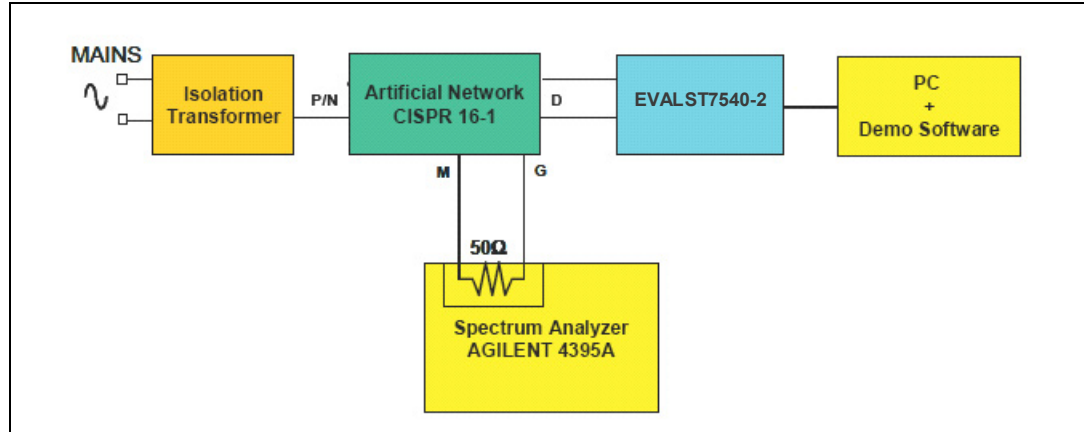 MAINS
Isolation
Transformer
P/N
Artificial Network
CISPR 16-1
D
EVALST7540-2
PC
+
Demo Software
M
G
50Ω
Spectrum Analyzer
AGILENT 4395A